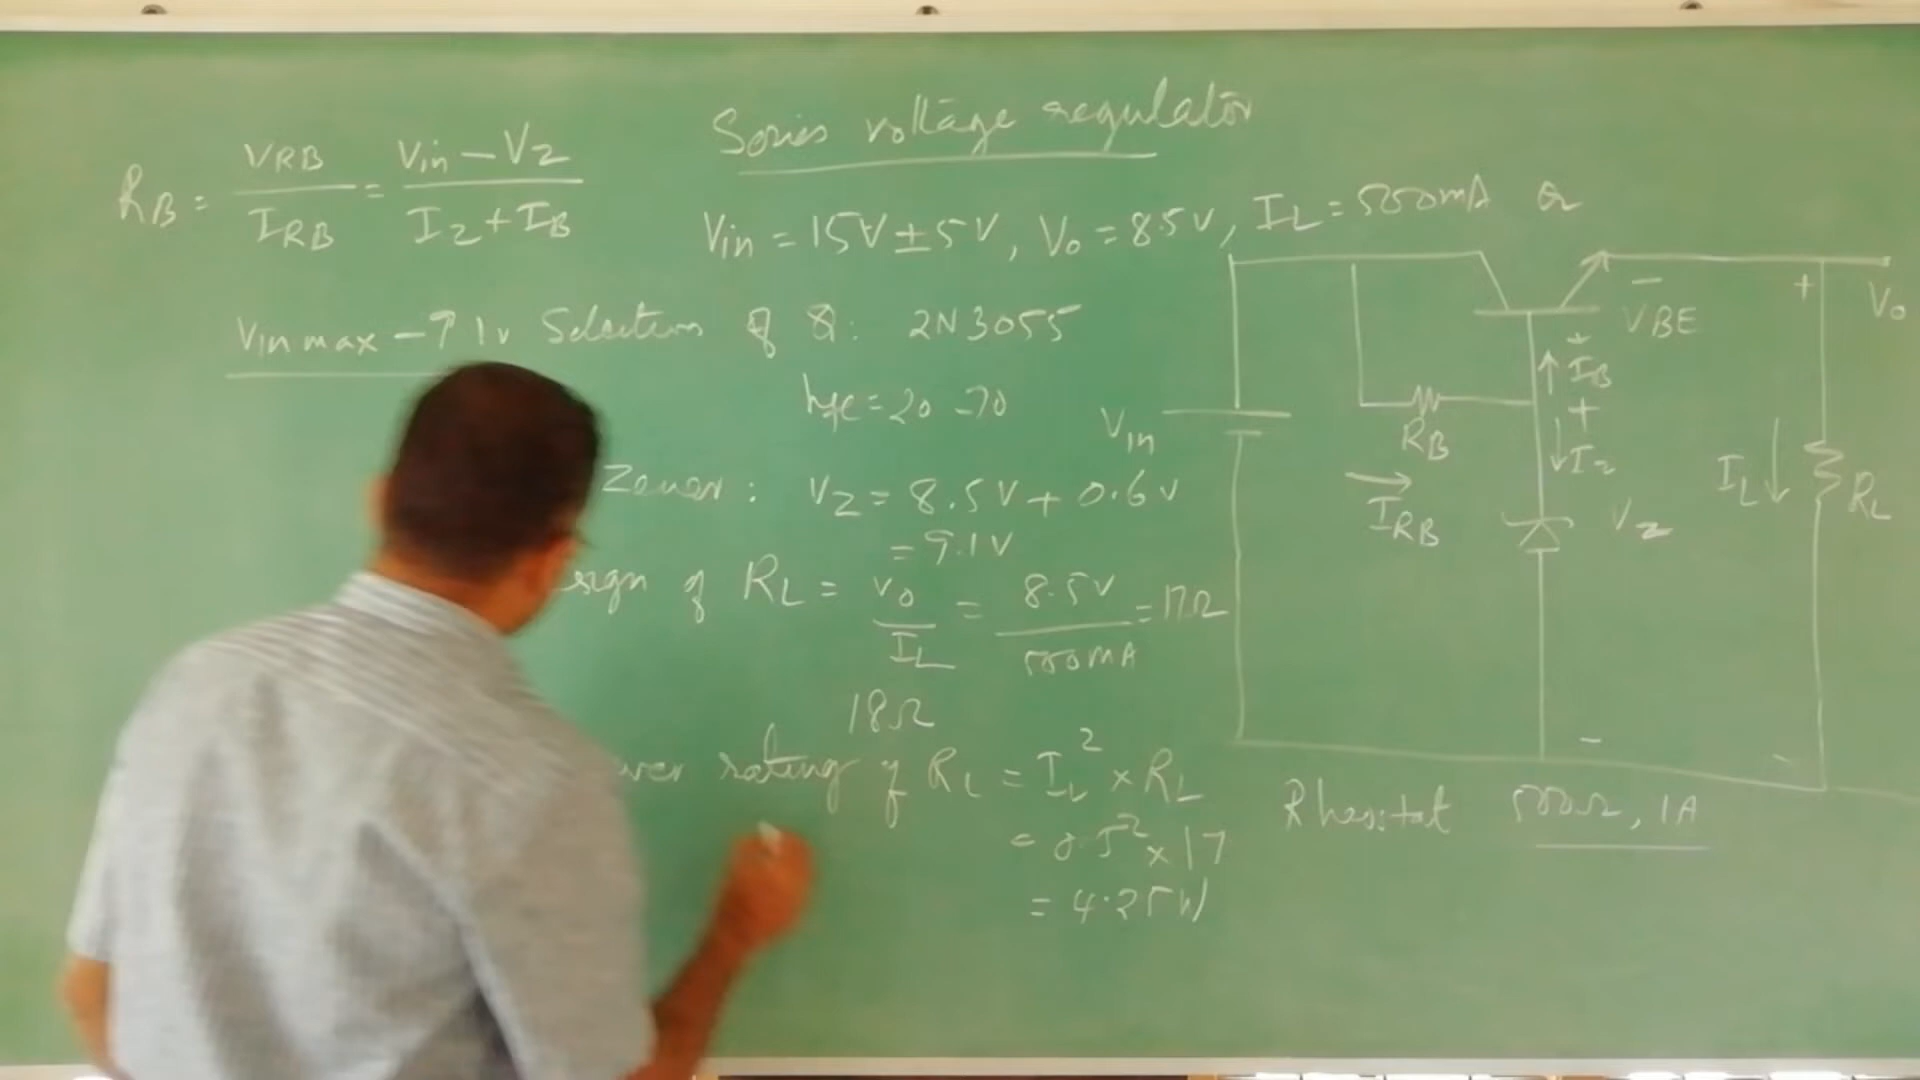 Series voltage regulator
RB = VRB / IRB = Vin − VZ / IZ + IB
Vin = 15V ± 5V, Vo = 8.5V, IL = 500mA
Vin max − 9.1V
Selection of Q: 2N3055
hfe = 20 - 70
Zener: VZ = 8.5V + 0.6V
= 9.1V
sign of RL = Vo / IL = 8.5V / 500mA = 17Ω
18Ω
wer rating of RL = IL² × RL
= 0.5² × 17
= 4.25W
Rheostat 500Ω, 1A
Vin
RB
IRB
− VBE +
IB
+
IZ
VZ
−
+
Vo
IL
RL
−